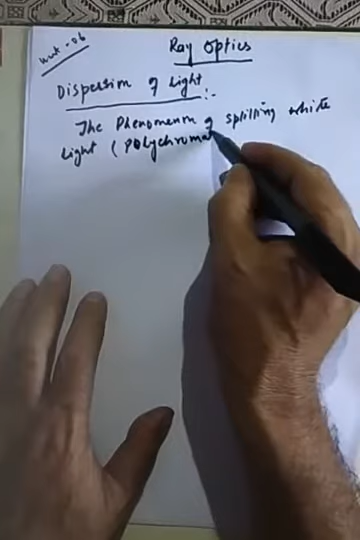 Unit - 06
Ray Optics
Dispersion of Light :-
The Phenomenon of splitting white
Light ( Polychroma